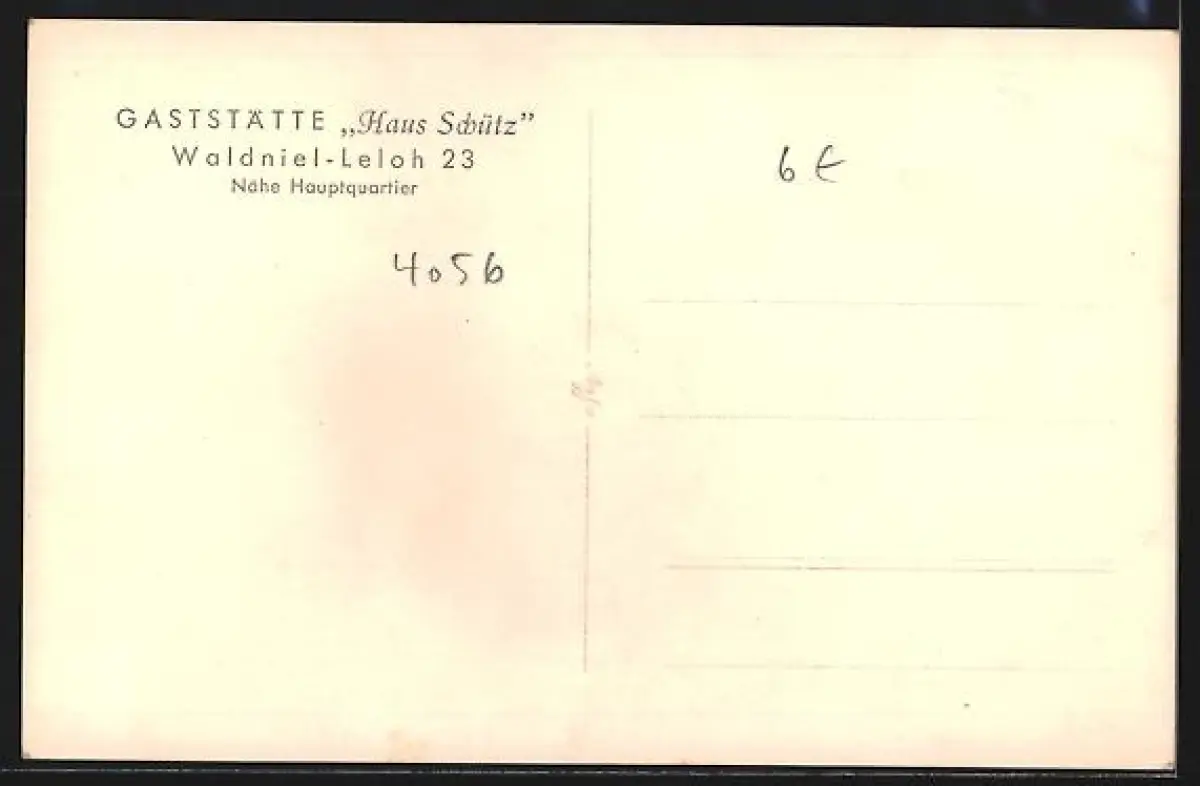 GASTSTÄTTE „Haus Schütz”
Waldniel-Leloh 23
Nähe Hauptquartier
6 €
4056